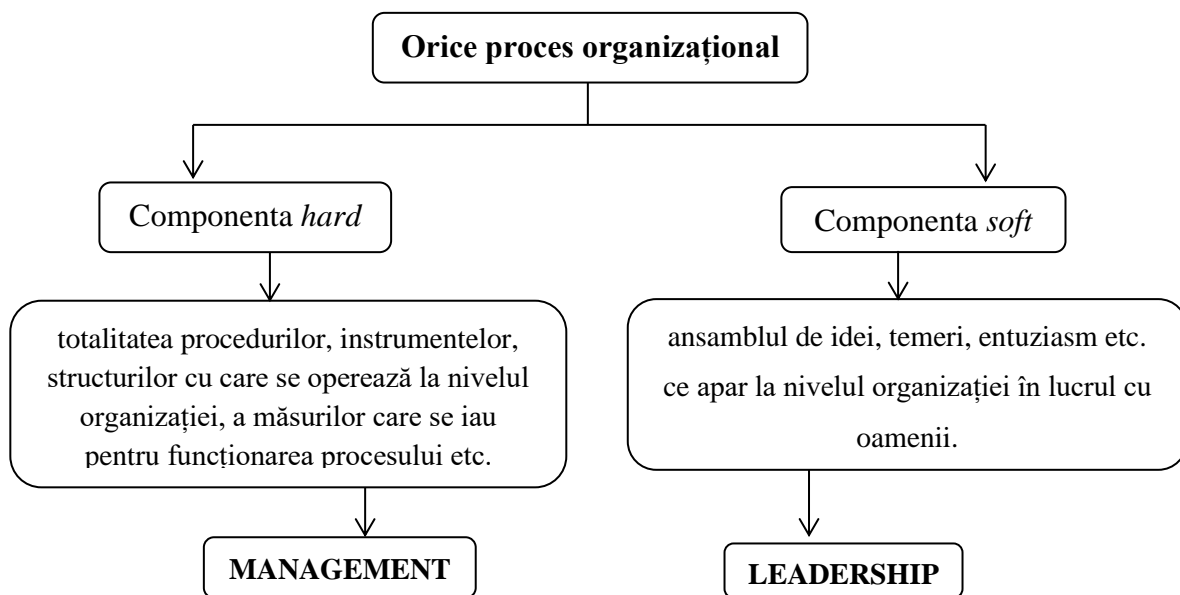 Orice proces organizațional
Componenta hard
Componenta soft
totalitatea procedurilor, instrumentelor,
structurilor cu care se operează la nivelul
organizației, a măsurilor care se iau
pentru funcționarea procesului etc.
ansamblul de idei, temeri, entuziasm etc.
ce apar la nivelul organizației în lucrul cu
oamenii.
MANAGEMENT
LEADERSHIP